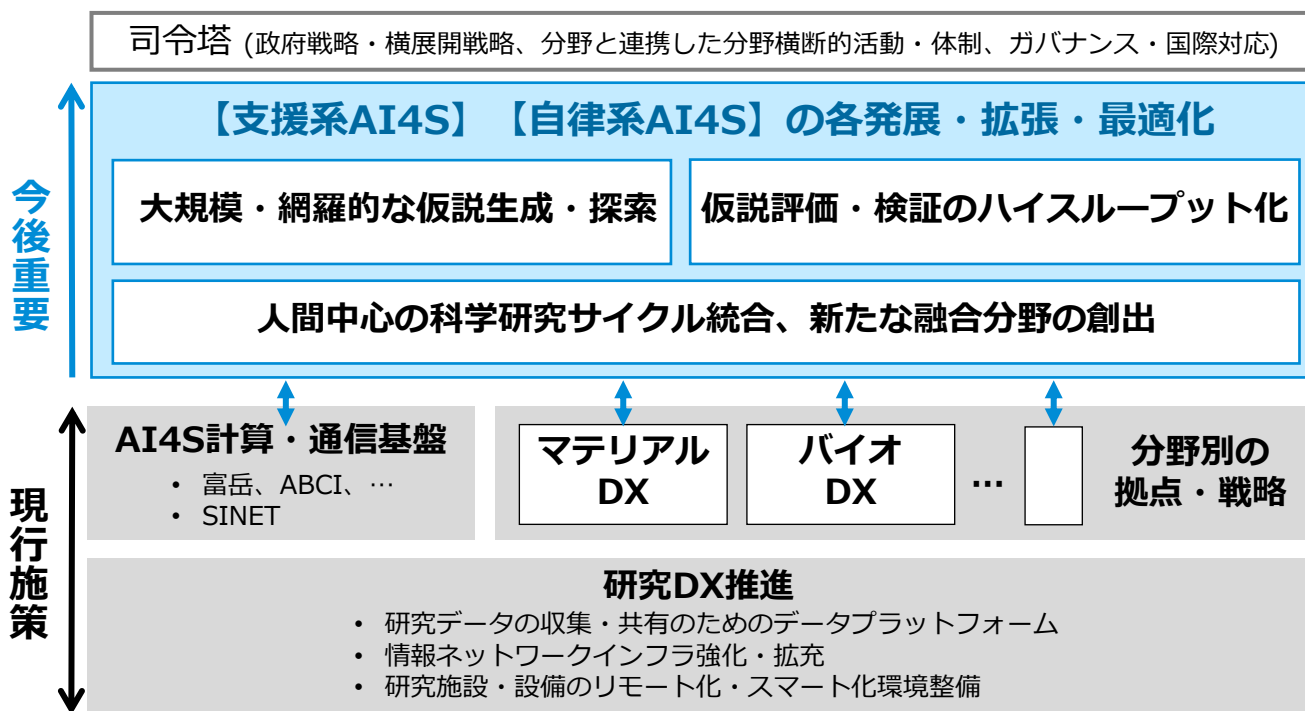 司令塔 (政府戦略・横展開戦略、分野と連携した分野横断的活動・体制、ガバナンス・国際対応)
今後重要
【支援系AI4S】【自律系AI4S】の各発展・拡張・最適化
大規模・網羅的な仮説生成・探索
仮説評価・検証のハイスループット化
人間中心の科学研究サイクル統合、新たな融合分野の創出
現行施策
AI4S計算・通信基盤
• 富岳、ABCI、…
• SINET
マテリアル
DX
バイオ
DX
…
分野別の
拠点・戦略
研究DX推進
• 研究データの収集・共有のためのデータプラットフォーム
• 情報ネットワークインフラ強化・拡充
• 研究施設・設備のリモート化・スマート化環境整備